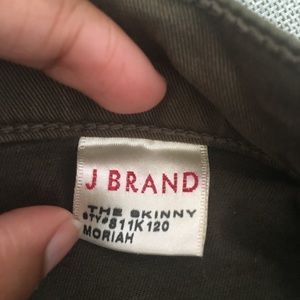 J BRAND
THE SKINNY
STY#811K120
MORIAH